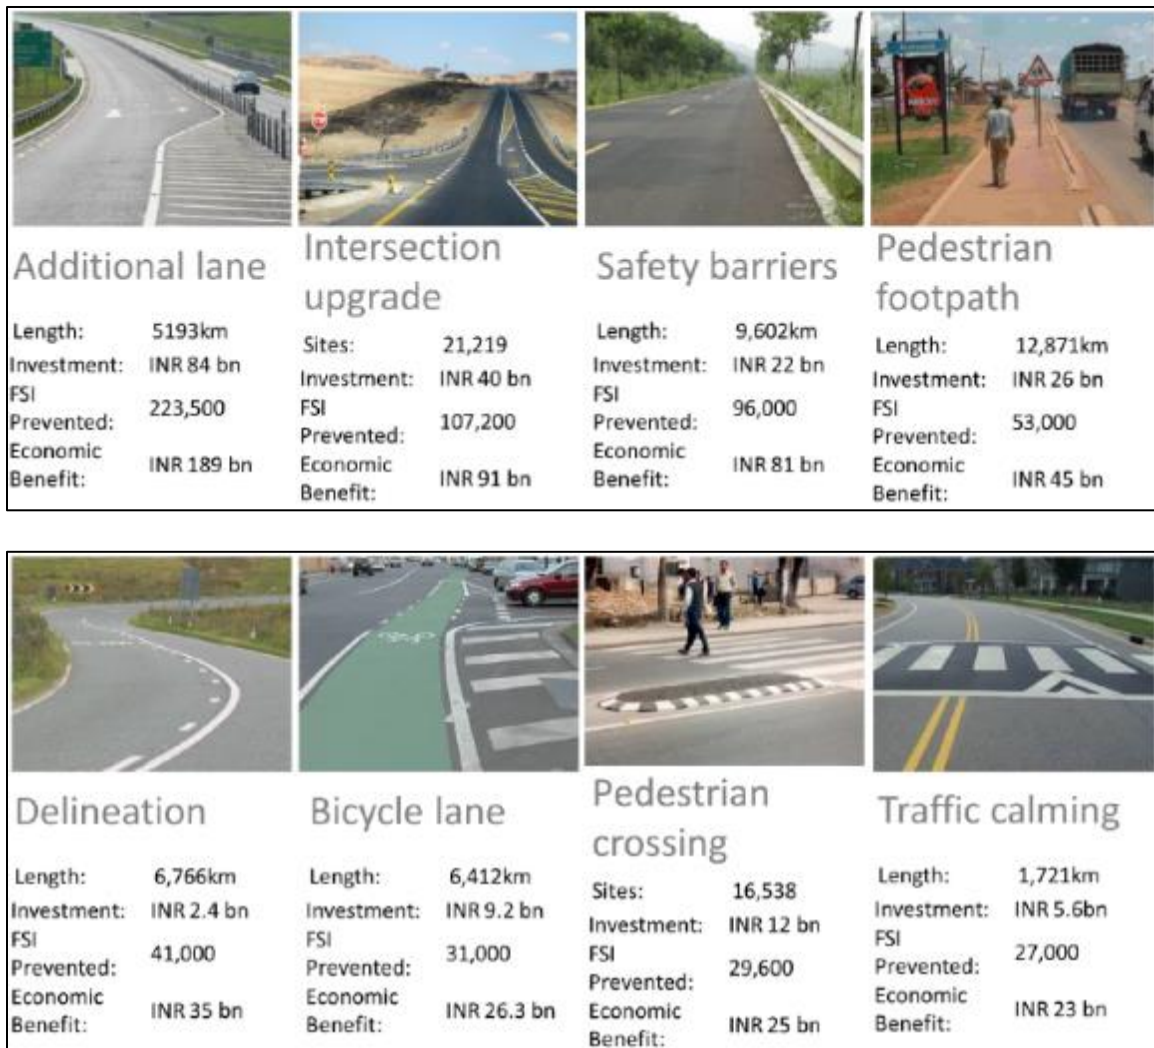 Additional lane
Length: 5193km
Investment: INR 84 bn
FSI
Prevented: 223,500
Economic
Benefit: INR 189 bn
Intersection
upgrade
Sites: 21,219
Investment: INR 40 bn
FSI
Prevented: 107,200
Economic
Benefit: INR 91 bn
Safety barriers
Length: 9,602km
Investment: INR 22 bn
FSI
Prevented: 96,000
Economic
Benefit: INR 81 bn
Pedestrian
footpath
Length: 12,871km
Investment: INR 26 bn
FSI
Prevented: 53,000
Economic
Benefit: INR 45 bn
Delineation
Length: 6,766km
Investment: INR 2.4 bn
FSI
Prevented: 41,000
Economic
Benefit: INR 35 bn
Bicycle lane
Length: 6,412km
Investment: INR 9.2 bn
FSI
Prevented: 31,000
Economic
Benefit: INR 26.3 bn
Pedestrian
crossing
Sites: 16,538
Investment: INR 12 bn
FSI
Prevented: 29,600
Economic
Benefit: INR 25 bn
Traffic calming
Length: 1,721km
Investment: INR 5.6bn
FSI
Prevented: 27,000
Economic
Benefit: INR 23 bn